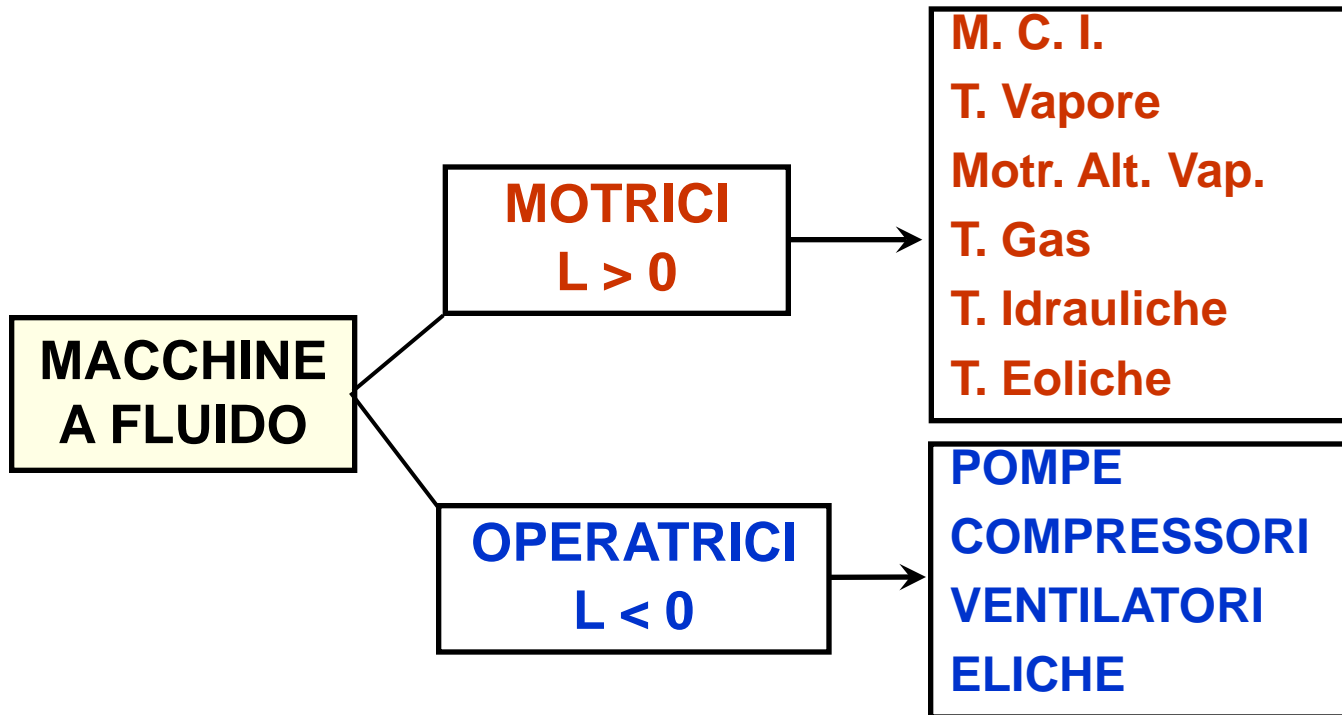 MACCHINE
A FLUIDO
MOTRICI
L > 0
M. C. I.
T. Vapore
Motr. Alt. Vap.
T. Gas
T. Idrauliche
T. Eoliche
OPERATRICI
L < 0
POMPE
COMPRESSORI
VENTILATORI
ELICHE